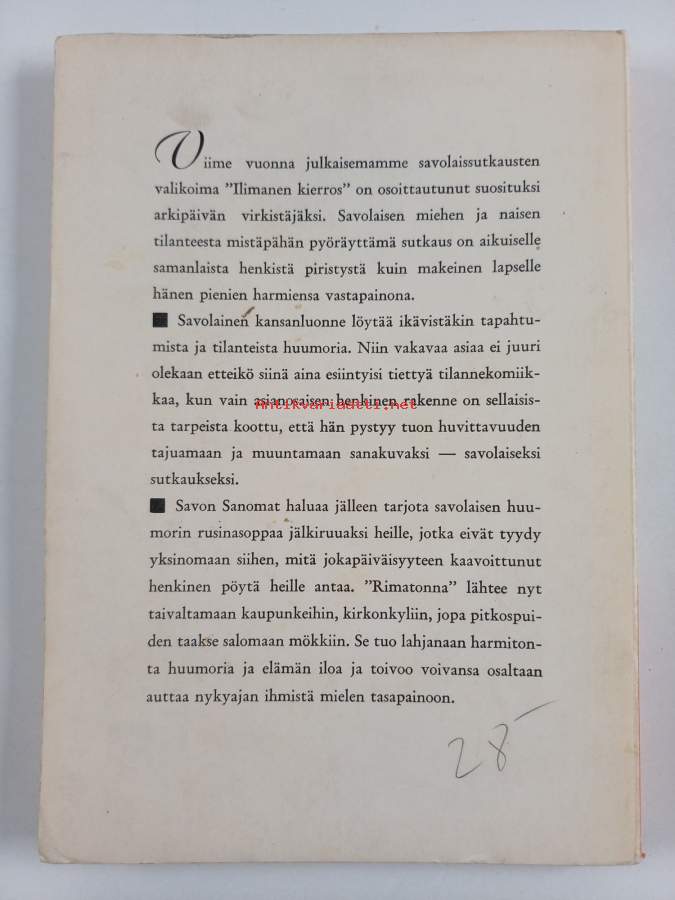 Viime vuonna julkaisemamme savolaissutkausten
valikoima ”Ilimanen kierros” on osoittautunut suosituksi
arkipäivän virkistäjäksi. Savolaisen miehen ja naisen
tilanteesta mistäpähän pyöräyttämä sutkaus on aikuiselle
samanlaista henkistä piristystä kuin makeinen lapselle
hänen pienien harmiensa vastapainona.
■ Savolainen kansanluonne löytää ikävistäkin tapahtu-
mista ja tilanteista huumoria. Niin vakavaa asiaa ei juuri
olekaan etteikö siinä aina esiintyisi tiettyä tilannekomiik-
kaa, kun vain asianosaisen henkinen rakenne on sellaisis-
Antikvariaatti.net
ta tarpeista koottu, että hän pystyy tuon huvittavuuden
tajuamaan ja muuntamaan sanakuvaksi — savolaiseksi
sutkaukseksi.
■ Savon Sanomat haluaa jälleen tarjota savolaisen huu-
morin rusinasoppaa jälkiruuaksi heille, jotka eivät tyydy
yksinomaan siihen, mitä jokapäiväisyyteen kaavoittunut
henkinen pöytä heille antaa. ”Rimatonna” lähtee nyt
taivaltamaan kaupunkeihin, kirkonkyliin, jopa pitkospui-
den taakse salomaan mökkiin. Se tuo lahjanaan harmiton-
ta huumoria ja elämän iloa ja toivoo voivansa osaltaan
auttaa nykyajan ihmistä mielen tasapainoon.
28-